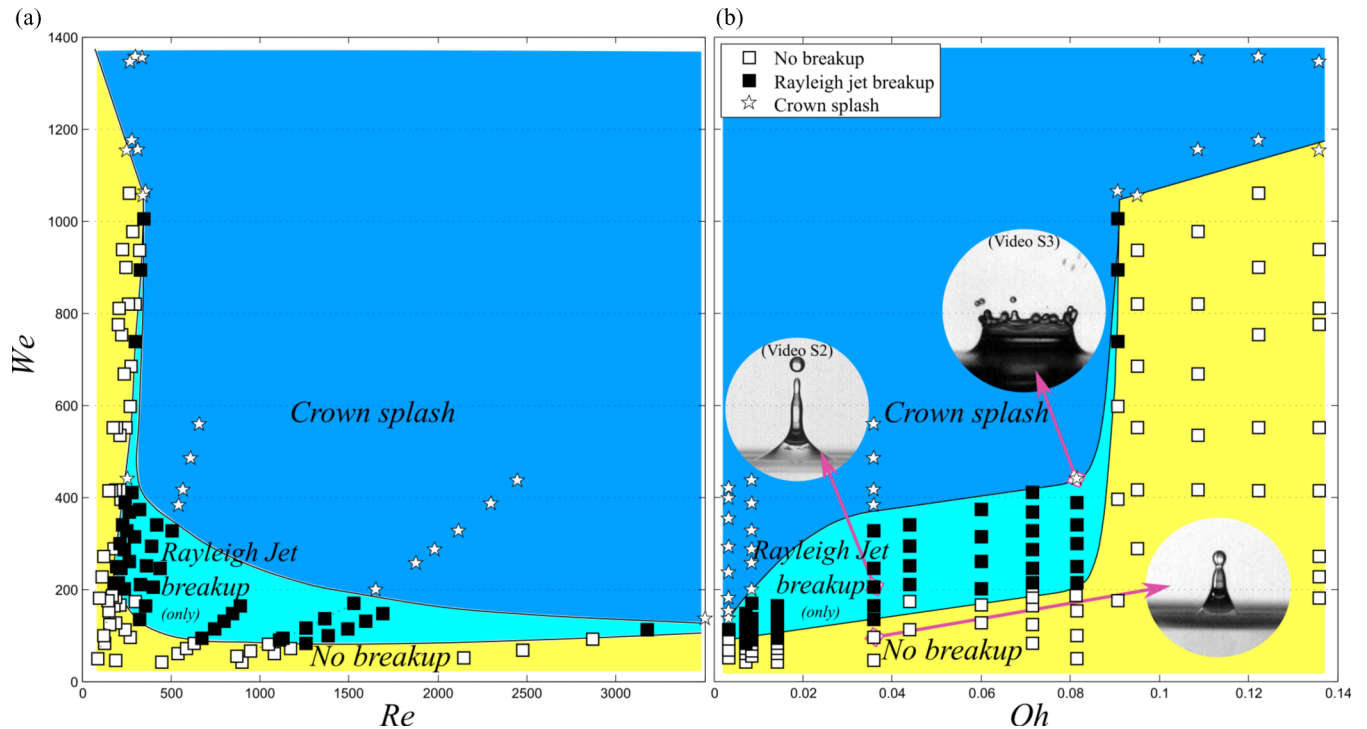 (a)
1400
1200
1000
800
600
400
200
0
We
0
500
1000
1500
2000
2500
3000
Re
Crown splash
Rayleigh Jet
breakup
(only)
No breakup
(b)
No breakup
Rayleigh jet breakup
Crown splash
(Video S3)
(Video S2)
Crown splash
Rayleigh Jet
breakup
(only)
No breakup
0
0.02
0.04
0.06
0.08
0.1
0.12
0.14
Oh